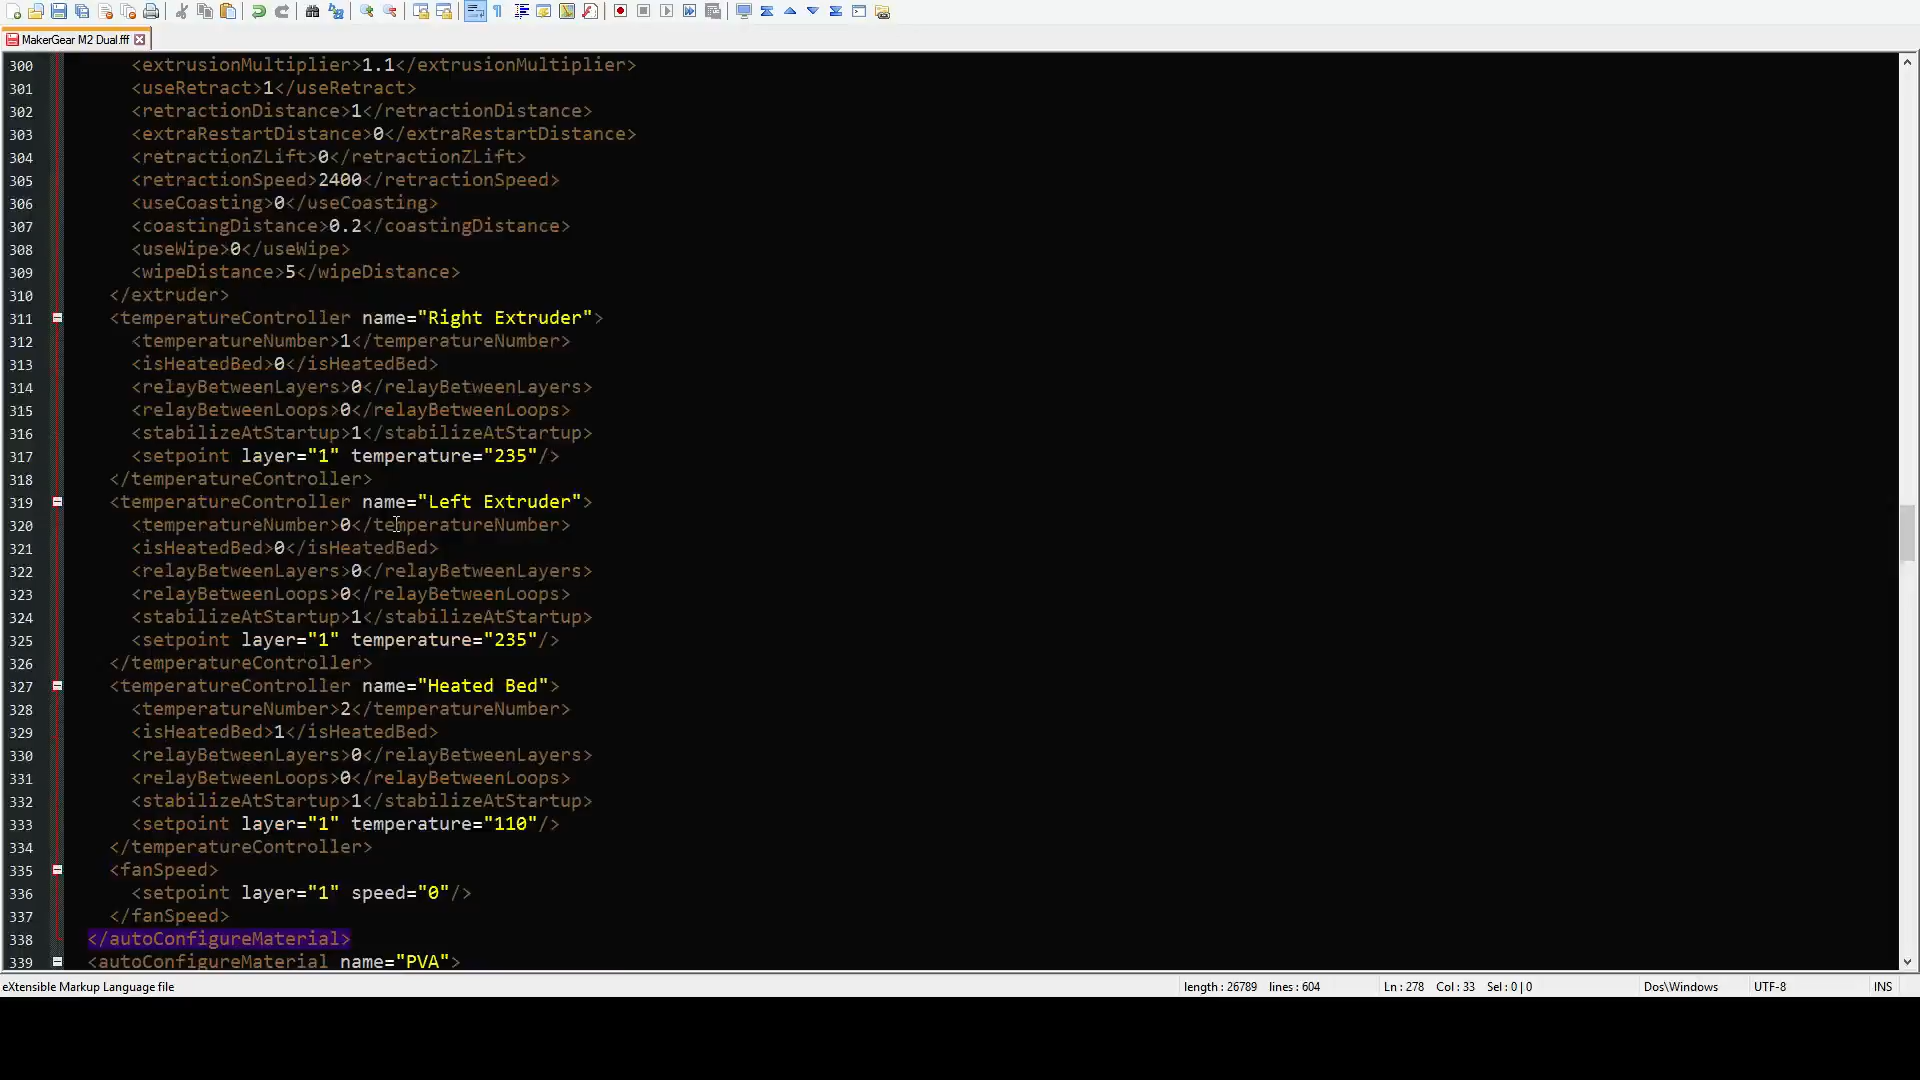 MakerGear M2 Dual.fff
300 <extrusionMultiplier>1.1</extrusionMultiplier>
301 <useRetract>1</useRetract>
302 <retractionDistance>1</retractionDistance>
303 <extraRestartDistance>0</extraRestartDistance>
304 <retractionZLift>0</retractionZLift>
305 <retractionSpeed>2400</retractionSpeed>
306 <useCoasting>0</useCoasting>
307 <coastingDistance>0.2</coastingDistance>
308 <useWipe>0</useWipe>
309 <wipeDistance>5</wipeDistance>
310 </extruder>
311 <temperatureController name="Right Extruder">
312 <temperatureNumber>1</temperatureNumber>
313 <isHeatedBed>0</isHeatedBed>
314 <relayBetweenLayers>0</relayBetweenLayers>
315 <relayBetweenLoops>0</relayBetweenLoops>
316 <stabilizeAtStartup>1</stabilizeAtStartup>
317 <setpoint layer="1" temperature="235"/>
318 </temperatureController>
319 <temperatureController name="Left Extruder">
320 <temperatureNumber>0</temperatureNumber>
321 <isHeatedBed>0</isHeatedBed>
322 <relayBetweenLayers>0</relayBetweenLayers>
323 <relayBetweenLoops>0</relayBetweenLoops>
324 <stabilizeAtStartup>1</stabilizeAtStartup>
325 <setpoint layer="1" temperature="235"/>
326 </temperatureController>
327 <temperatureController name="Heated Bed">
328 <temperatureNumber>2</temperatureNumber>
329 <isHeatedBed>1</isHeatedBed>
330 <relayBetweenLayers>0</relayBetweenLayers>
331 <relayBetweenLoops>0</relayBetweenLoops>
332 <stabilizeAtStartup>1</stabilizeAtStartup>
333 <setpoint layer="1" temperature="110"/>
334 </temperatureController>
335 <fanSpeed>
336 <setpoint layer="1" speed="0"/>
337 </fanSpeed>
338 </autoConfigureMaterial>
339 <autoConfigureMaterial name="PVA">
eXtensible Markup Language file length : 26789 lines : 604 Ln : 278 Col : 33 Sel : 0 | 0 Dos\Windows UTF-8 INS